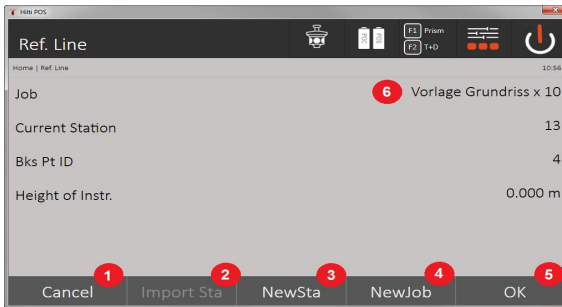 Hilti POS
Ref. Line
POC
POS
F1 Prism
F2 T+D
Home | Ref. Line
10:56
Job
6
Vorlage Grundriss x 10
Current Station
13
Bks Pt ID
4
Height of Instr.
0.000 m
1
2
3
4
5
Cancel
Import Sta
NewSta
NewJob
OK